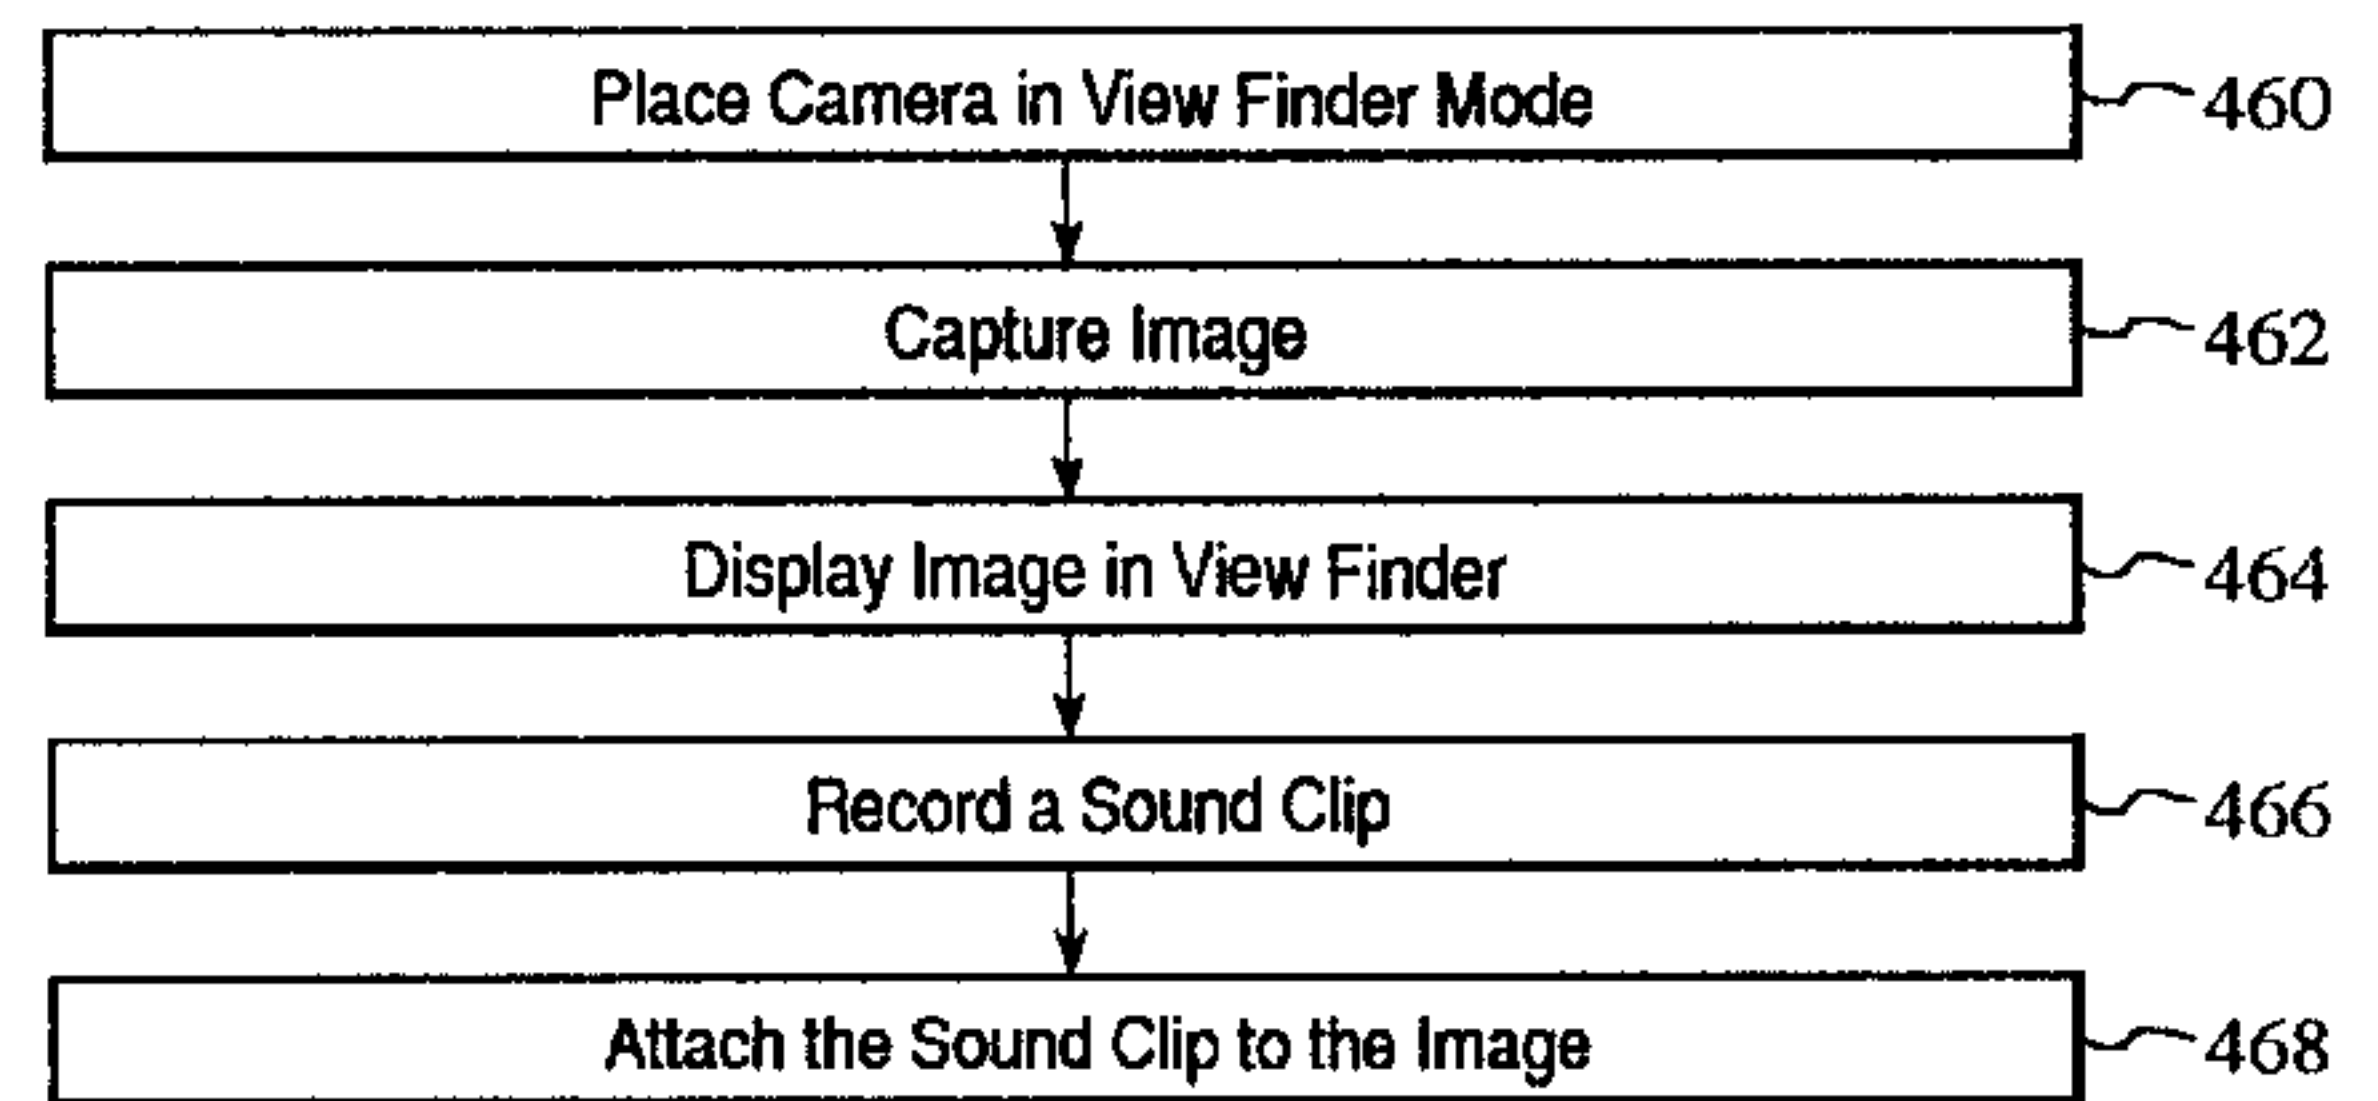 Place Camera in View Finder Mode 460
Capture Image 462
Display Image in View Finder 464
Record a Sound Clip 466
Attach the Sound Clip to the Image 468